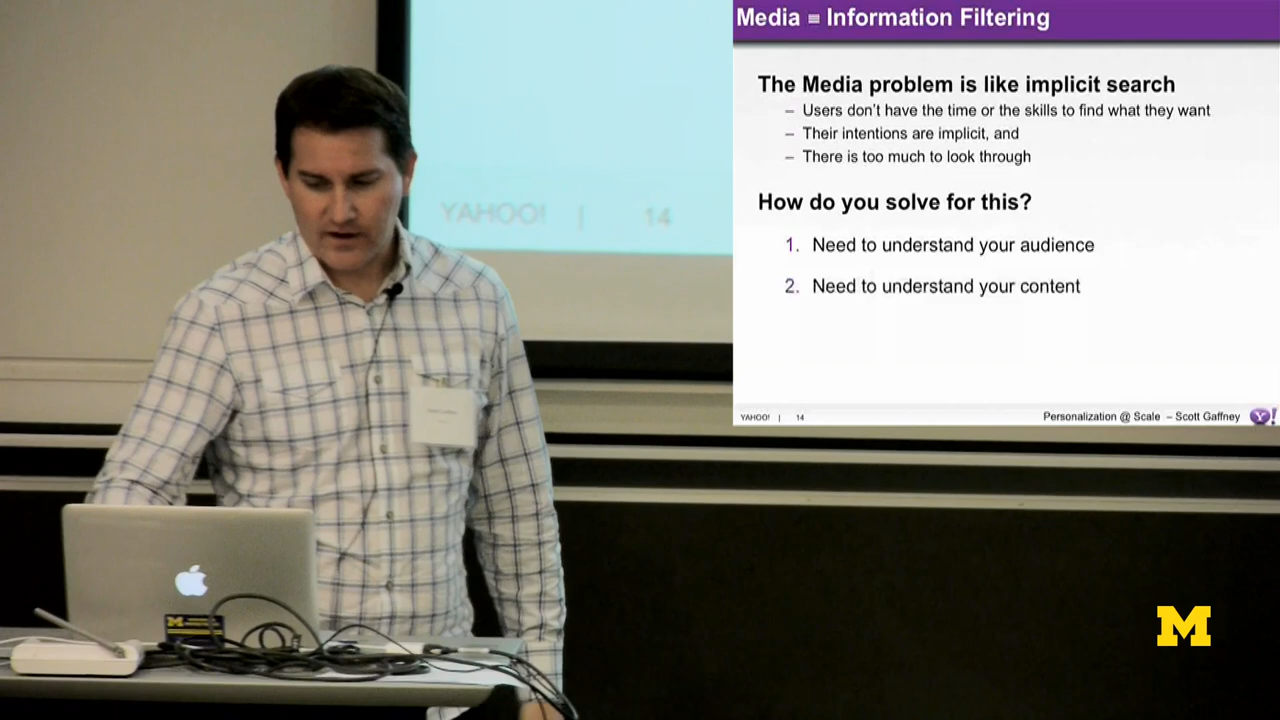 Media ≡ Information Filtering
The Media problem is like implicit search
– Users don't have the time or the skills to find what they want
– Their intentions are implicit, and
– There is too much to look through
How do you solve for this?
1. Need to understand your audience
2. Need to understand your content
YAHOO! | 14
Personalization @ Scale – Scott Gaffney
Y!
YAHOO! | 14
M
M